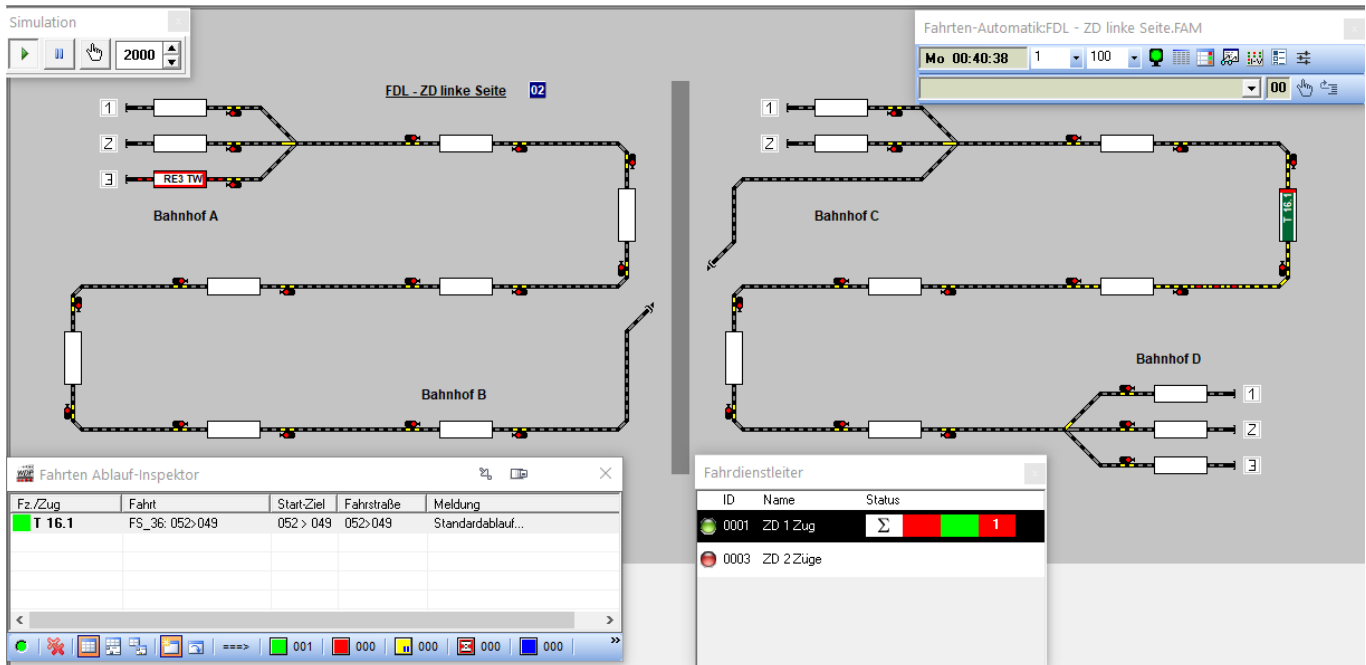 Simulation
x
2000
Fahrten-Automatik:FDL - ZD linke Seite.FAM
x
Mo 00:40:38 1 100
00
FDL - ZD linke Seite 02
1
2
3
RE3 TW
Bahnhof A
1
2
Bahnhof C
T 16.1
Bahnhof B
Bahnhof D
1
2
3
Fahrten Ablauf-Inspektor
Fz./Zug Fahrt Start-Ziel Fahrstraße Meldung
T 16.1 FS_36: 052>049 052 > 049 052>049 Standardablauf...
===> 001 000 000 000 000 »
Fahrdienstleiter
x
ID Name Status
0001 ZD 1 Zug Σ 1
0003 ZD 2 Züge